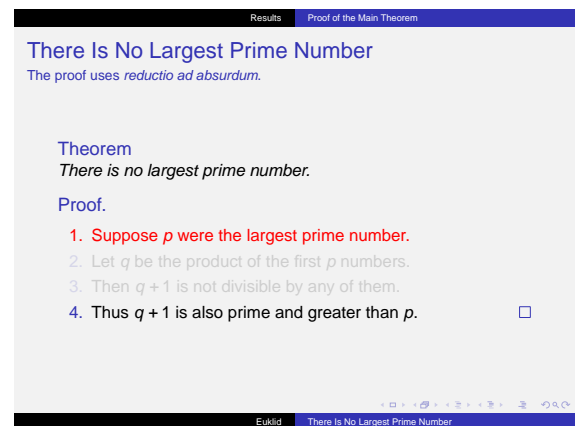 Results Proof of the Main Theorem
There Is No Largest Prime Number
The proof uses reductio ad absurdum.
Theorem
There is no largest prime number.
Proof.
1. Suppose p were the largest prime number.
2. Let q be the product of the first p numbers.
3. Then q + 1 is not divisible by any of them.
4. Thus q + 1 is also prime and greater than p.
Euklid There Is No Largest Prime Number